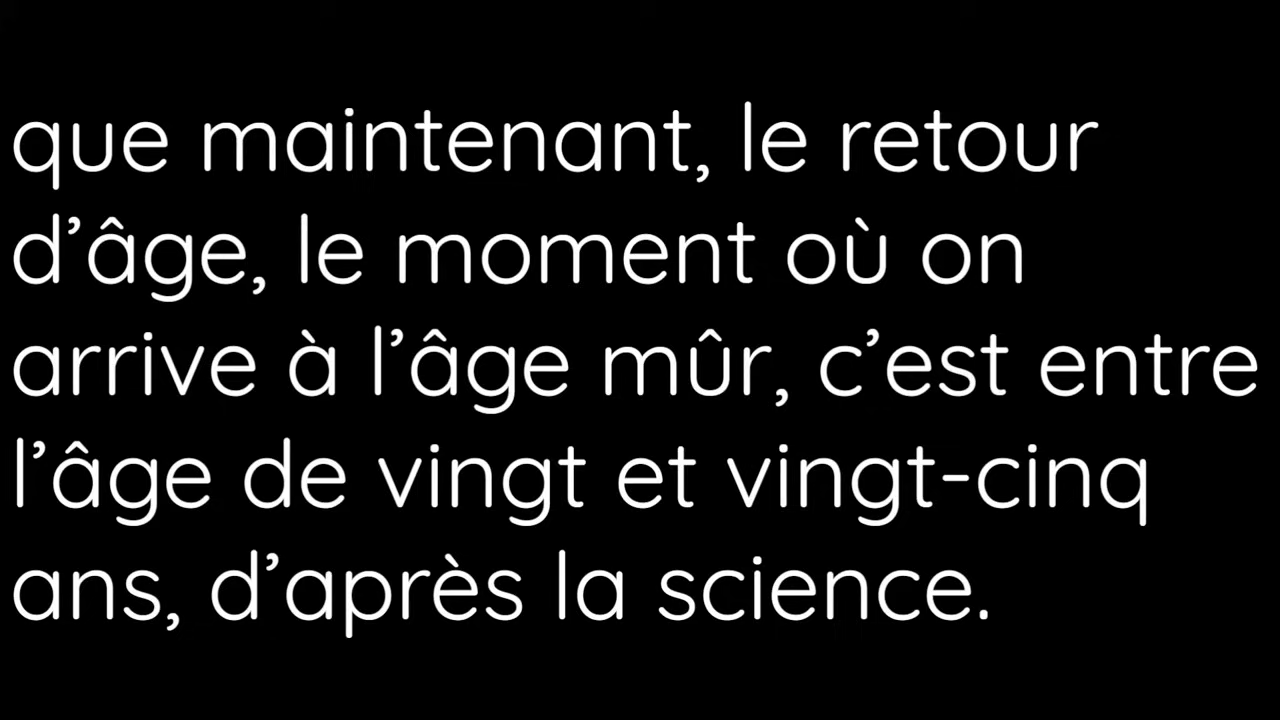 que maintenant, le retour
d’âge, le moment où on
arrive à l’âge mûr, c’est entre
l’âge de vingt et vingt-cinq
ans, d’après la science.